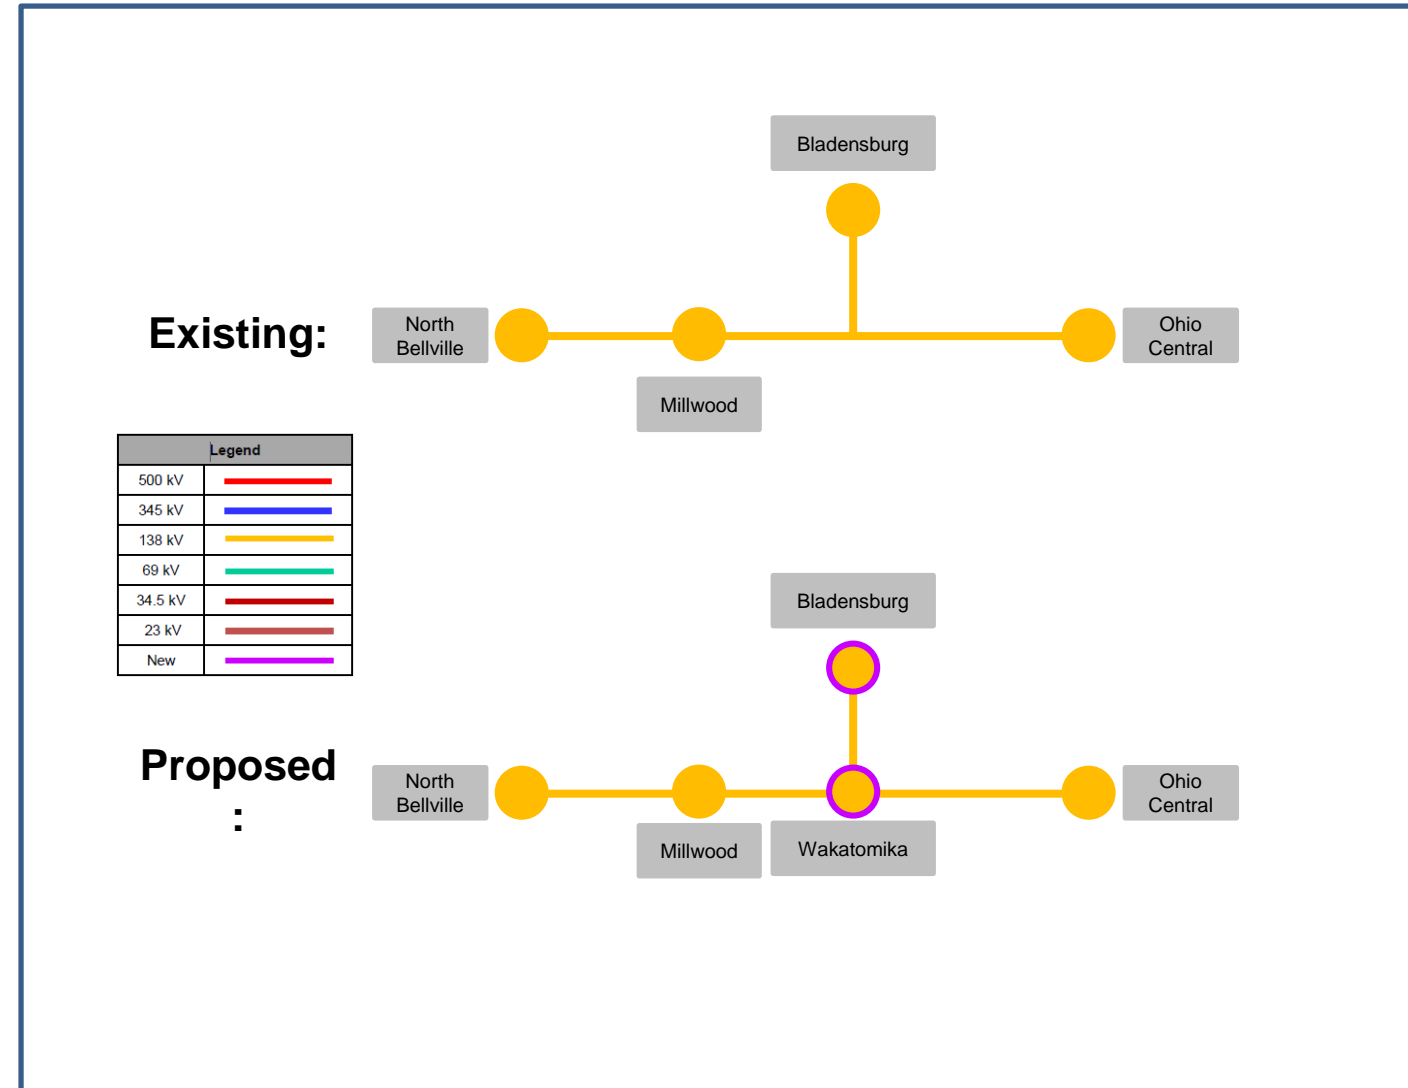 Bladensburg
Existing:
North
Bellville
Ohio
Central
Millwood
Legend
500 kV
345 kV
138 kV
69 kV
34.5 kV
23 kV
New
Bladensburg
Proposed
:
North
Bellville
Ohio
Central
Millwood
Wakatomika